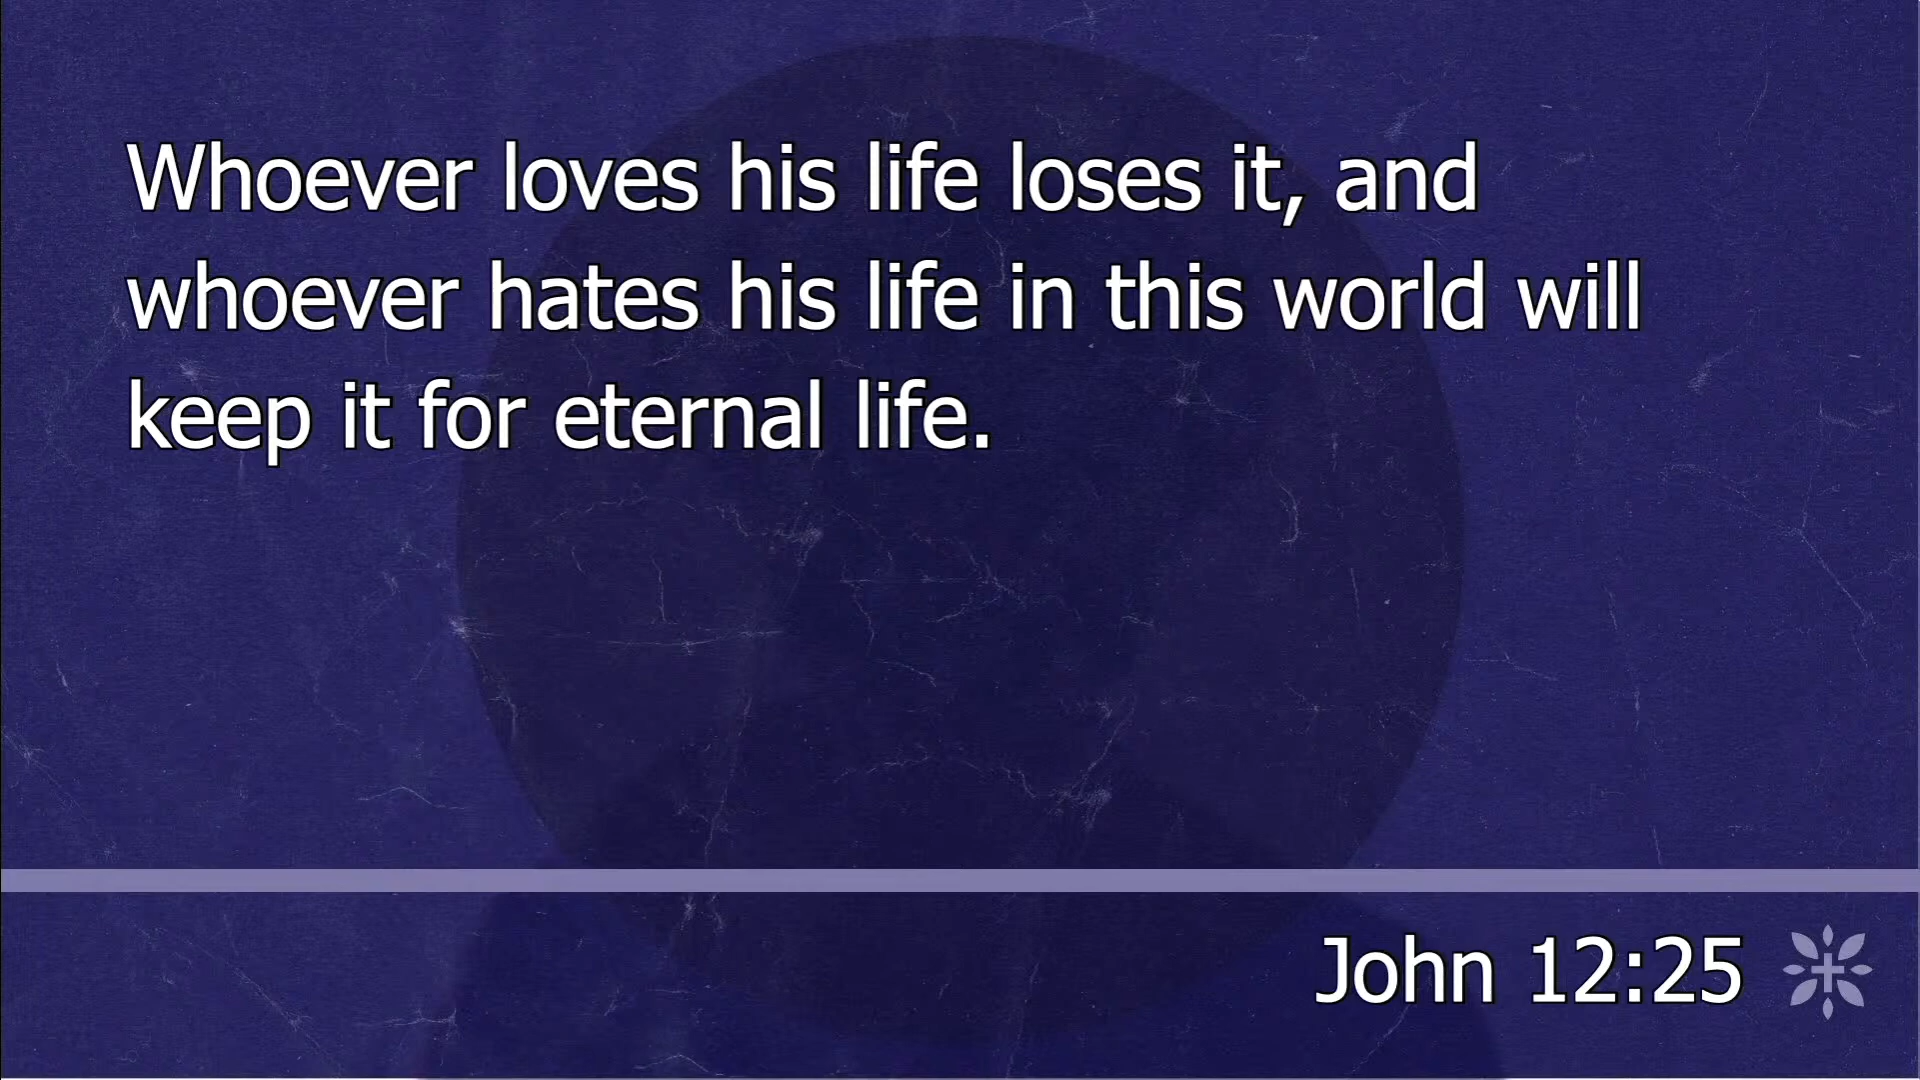 Whoever loves his life loses it, and
whoever hates his life in this world will
keep it for eternal life.
John 12:25